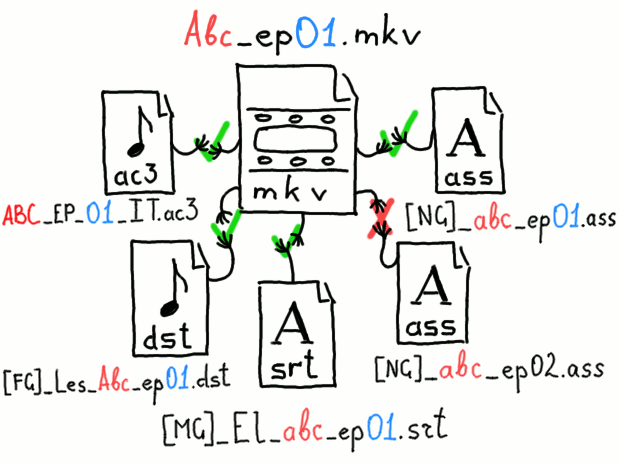 Abc_ep01.mkv
ac3
mkv
A
ass
ABC_EP_01_IT.ac3
[NG]_abc_ep01.ass
dst
A
srt
A
ass
[FG]_Les_Abc_ep01.dst
[NG]_abc_ep02.ass
[MG]_El_abc_ep01.srt